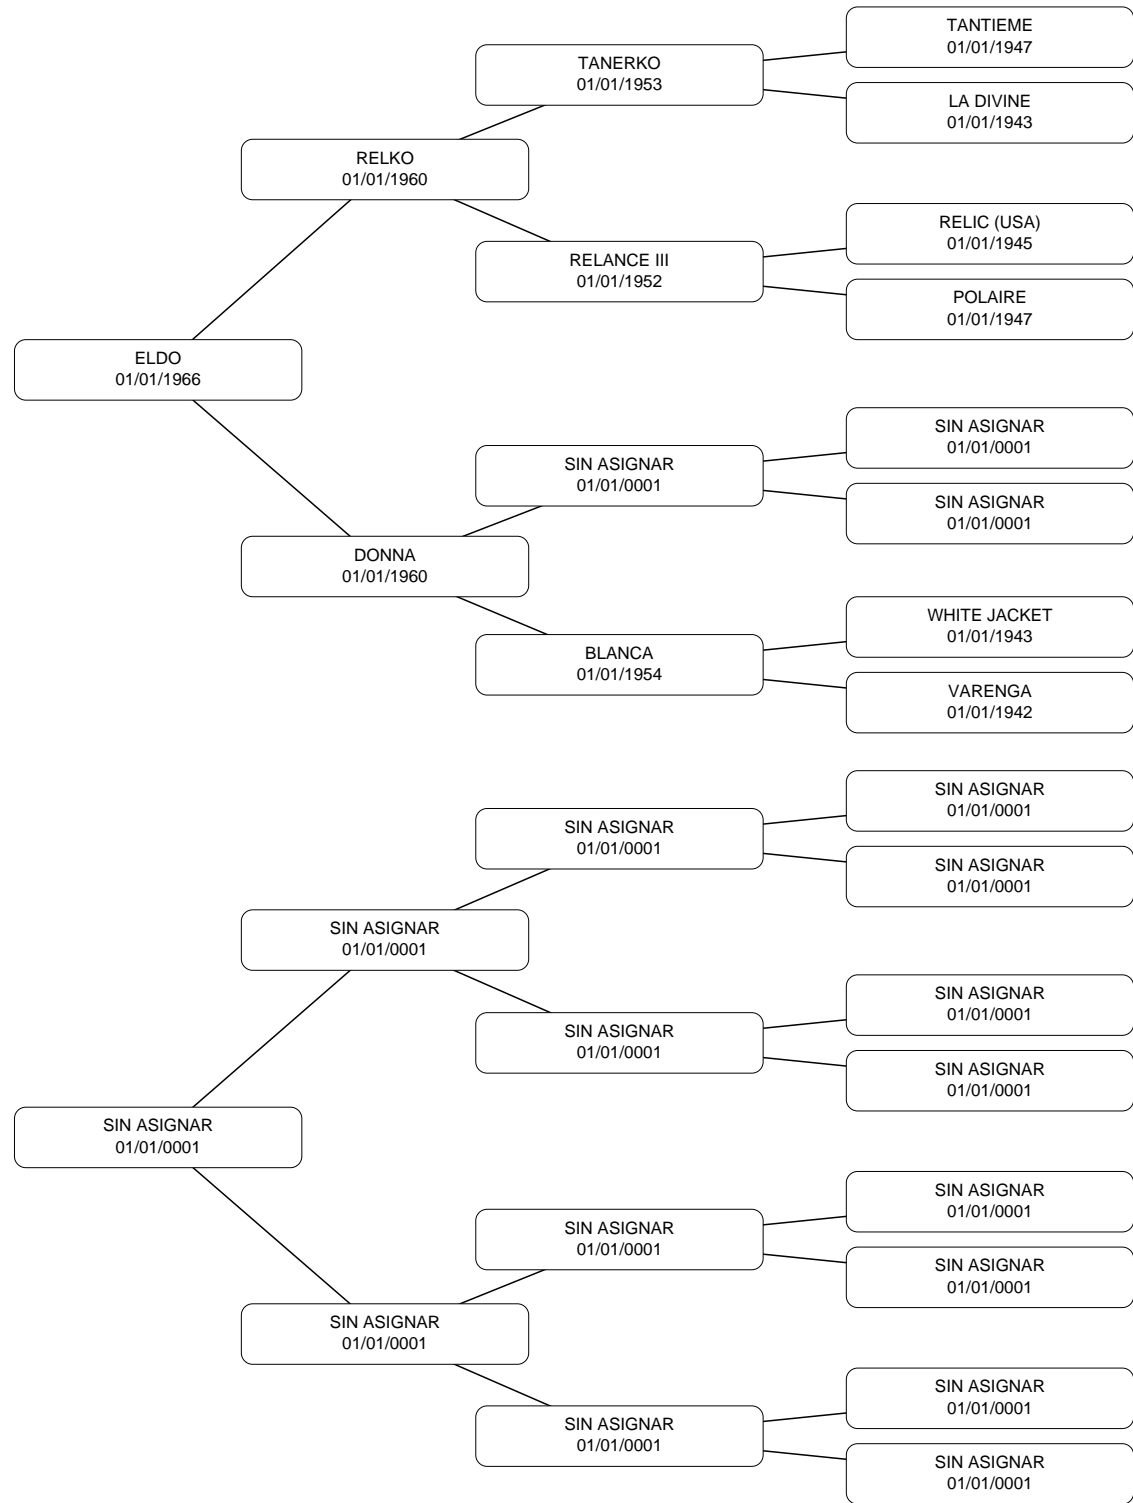 TANTIEME
01/01/1947
TANERKO
01/01/1953
LA DIVINE
01/01/1943
RELKO
01/01/1960
RELIC (USA)
01/01/1945
RELANCE III
01/01/1952
POLAIRE
01/01/1947
ELDO
01/01/1966
SIN ASIGNAR
01/01/0001
SIN ASIGNAR
01/01/0001
SIN ASIGNAR
01/01/0001
DONNA
01/01/1960
WHITE JACKET
01/01/1943
BLANCA
01/01/1954
VARENGA
01/01/1942
SIN ASIGNAR
01/01/0001
SIN ASIGNAR
01/01/0001
SIN ASIGNAR
01/01/0001
SIN ASIGNAR
01/01/0001
SIN ASIGNAR
01/01/0001
SIN ASIGNAR
01/01/0001
SIN ASIGNAR
01/01/0001
SIN ASIGNAR
01/01/0001
SIN ASIGNAR
01/01/0001
SIN ASIGNAR
01/01/0001
SIN ASIGNAR
01/01/0001
SIN ASIGNAR
01/01/0001
SIN ASIGNAR
01/01/0001
SIN ASIGNAR
01/01/0001
SIN ASIGNAR
01/01/0001